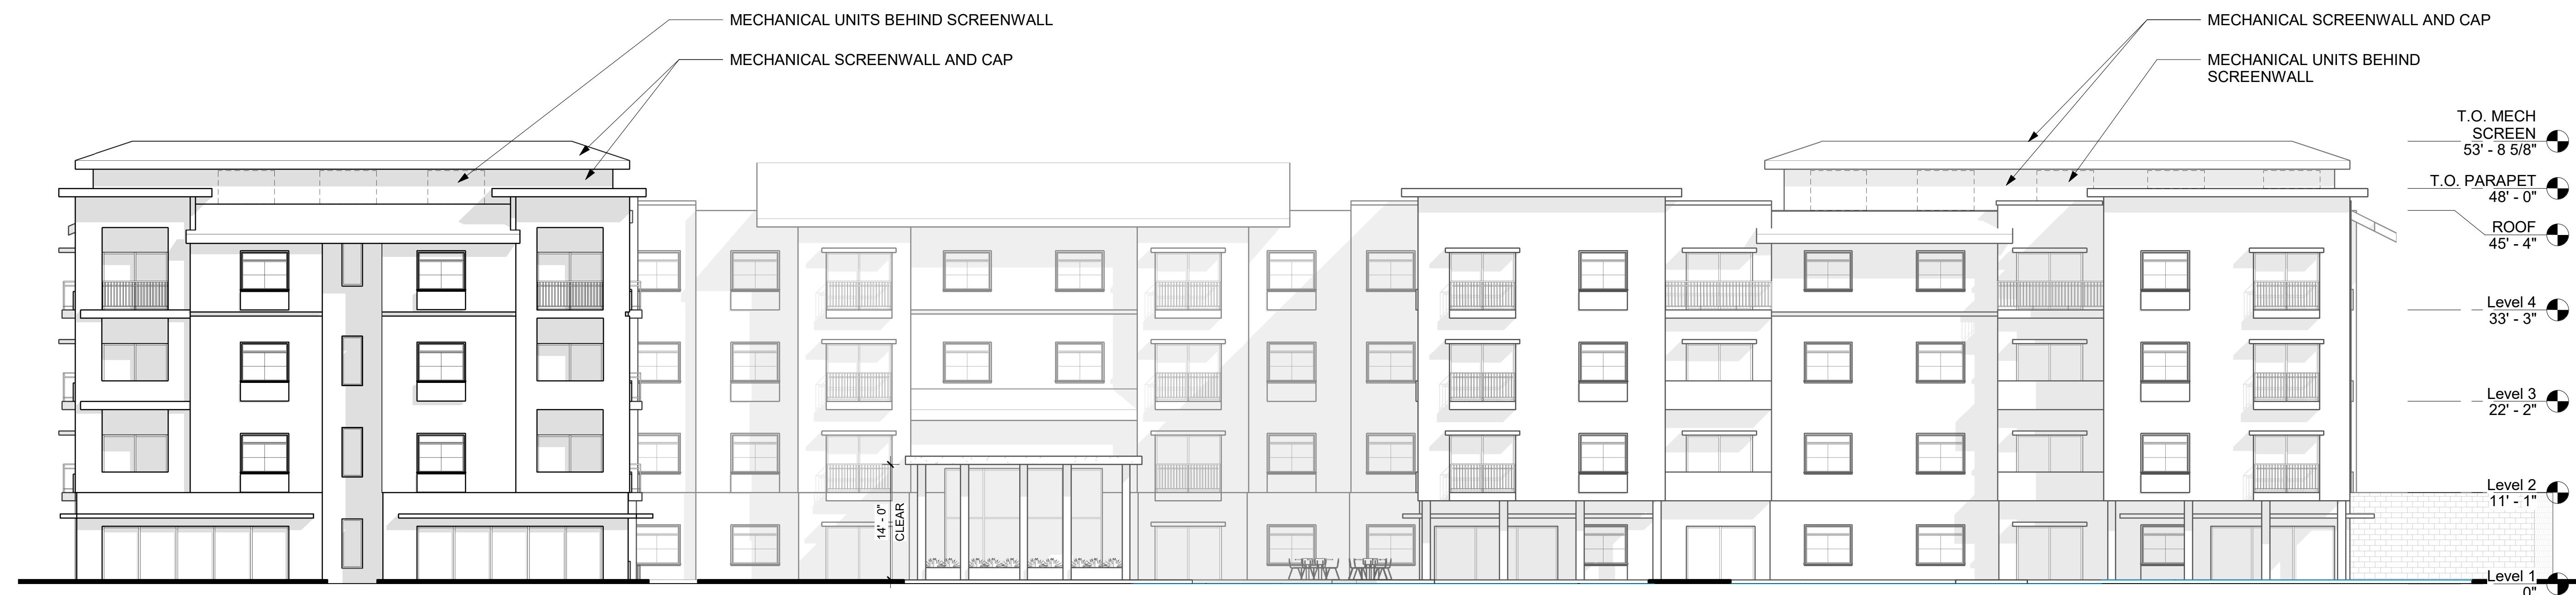 MECHANICAL UNITS BEHIND SCREENWALL
MECHANICAL SCREENWALL AND CAP
MECHANICAL SCREENWALL AND CAP
MECHANICAL UNITS BEHIND
SCREENWALL
T.O. MECH
SCREEN
53' - 8 5/8"
T.O. PARAPET
48' - 0"
ROOF
45' - 4"
Level 4
33' - 3"
Level 3
22' - 2"
Level 2
11' - 1"
14' - 0"
CLEAR
Level 1
0"